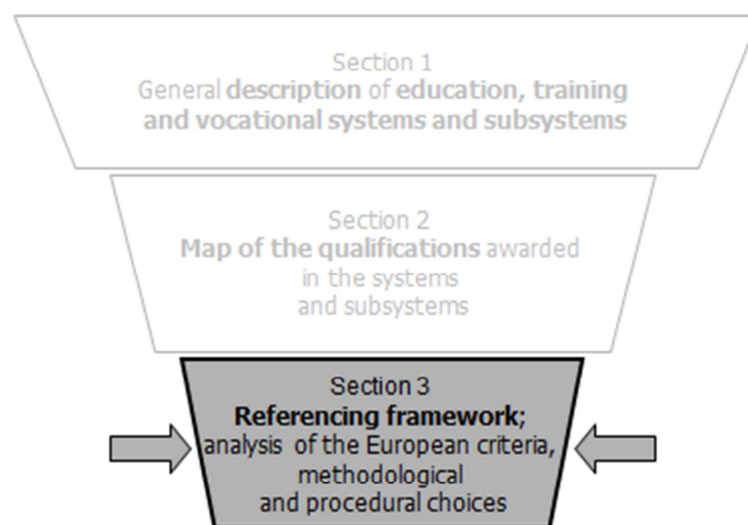 Section 1
General description of education, training
and vocational systems and subsystems
Section 2
Map of the qualifications awarded
in the systems
and subsystems
Section 3
Referencing framework;
analysis of the European criteria,
methodological
and procedural choices